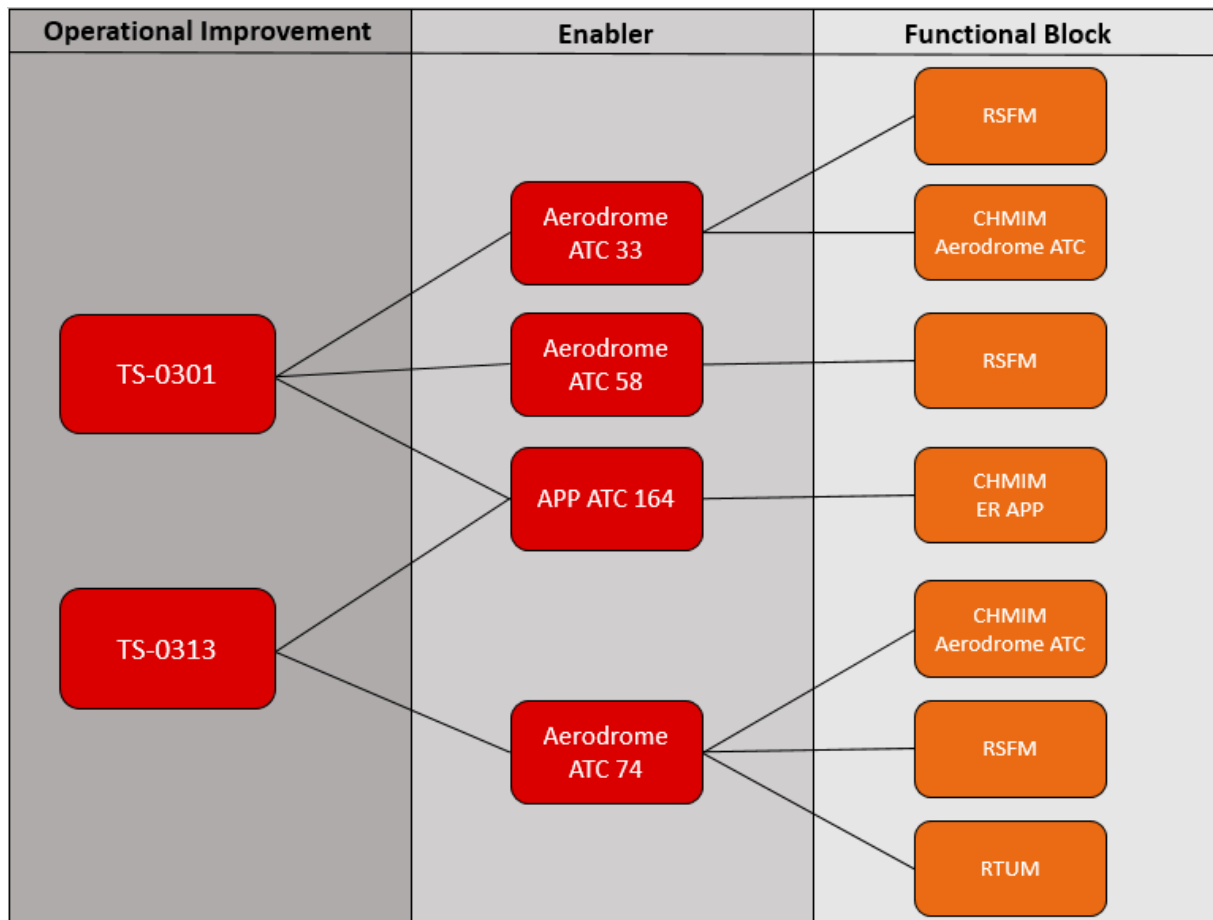 Operational Improvement
Enabler
Functional Block
RSFM
Aerodrome
ATC 33
CHMIM
Aerodrome ATC
TS-0301
Aerodrome
ATC 58
RSFM
APP ATC 164
CHMIM
ER APP
TS-0313
CHMIM
Aerodrome ATC
Aerodrome
ATC 74
RSFM
RTUM